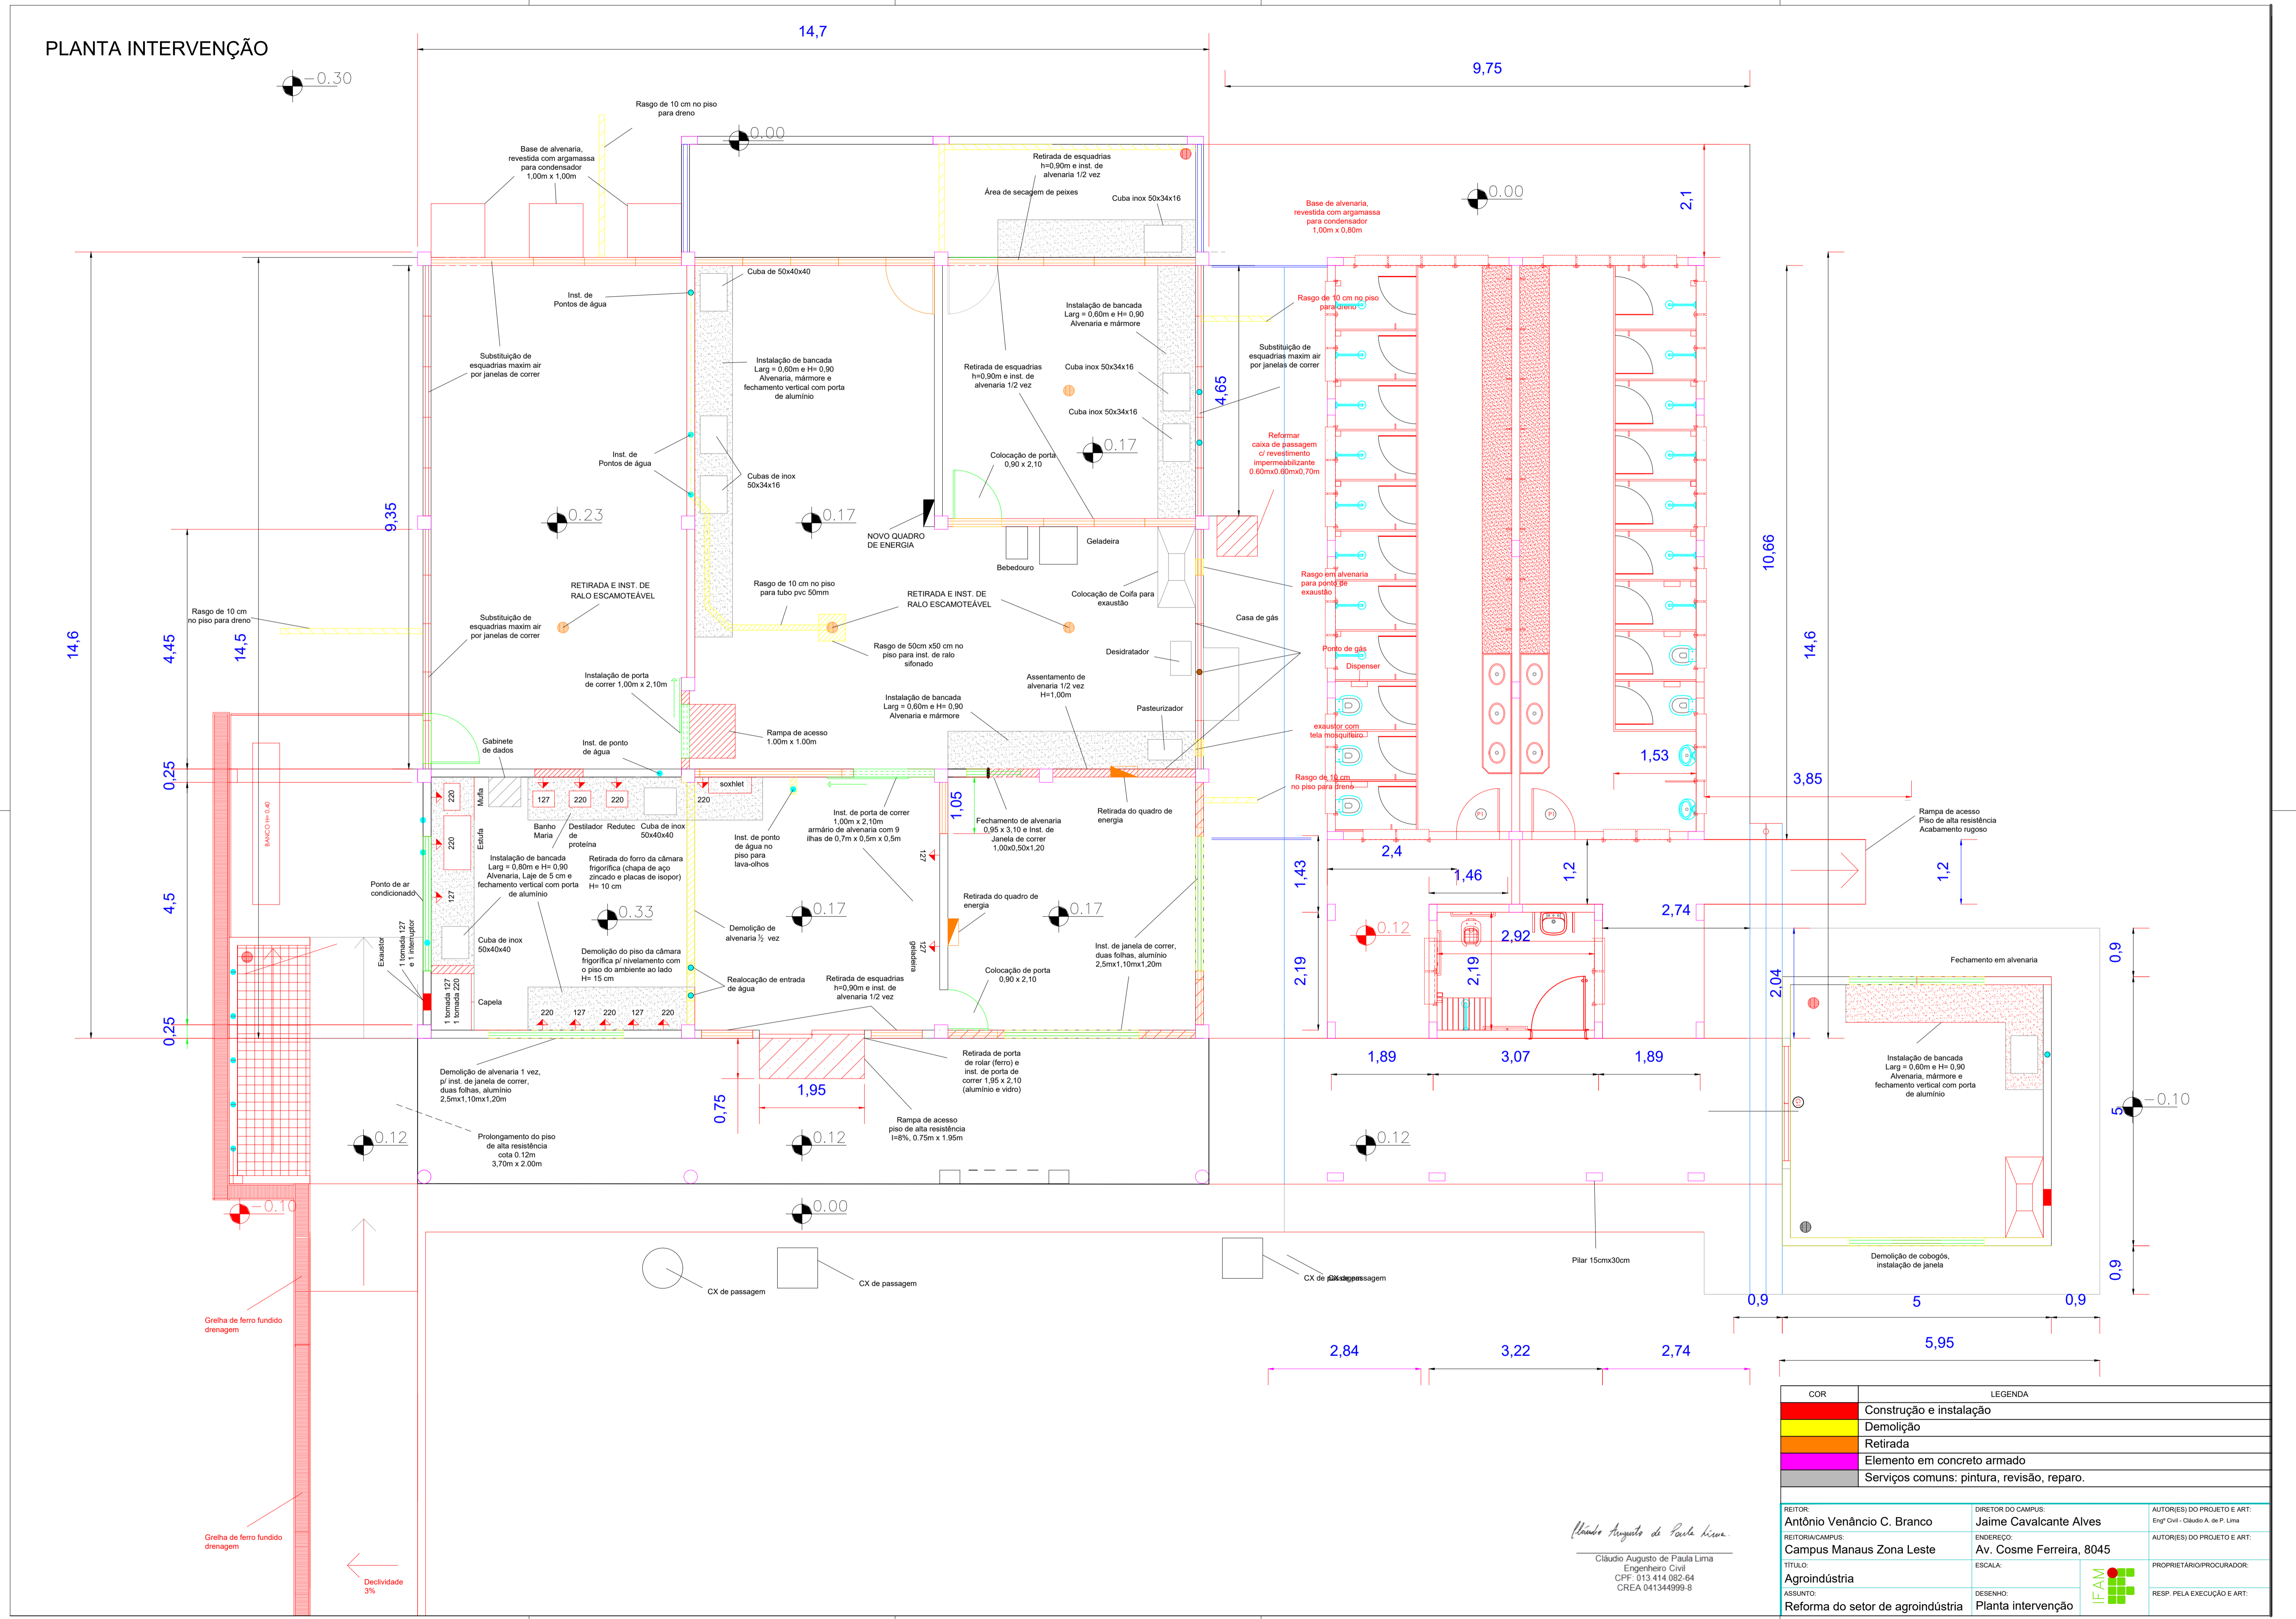 PLANTA INTERVENÇÃO
-0.30
14,7
9,75
Rasgo de 10 cm no piso
para dreno
0.00
Base de alvenaria,
revestida com argamassa
para condensador
1,00m x 1,00m
Retirada de esquadrias
h=0,90m e inst. de
alvenaria 1/2 vez
Área de secagem de peixes
Cuba inox 50x34x16
Base de alvenaria,
revestida com argamassa
para condensador
1,00m x 0,80m
0.00
2,1
Cuba de 50x40x40
Inst. de
Pontos de água
Instalação de bancada
Larg = 0,60m e H= 0,90
Alvenaria e mármore
Rasgo de 10 cm no piso
para dreno
Substituição de
esquadrias maxim air
por janelas de correr
Instalação de bancada
Larg = 0,60m e H= 0,90
Alvenaria, mármore e
fechamento vertical com porta
de alumínio
Retirada de esquadrias
h=0,90m e inst. de
alvenaria 1/2 vez
Cuba inox 50x34x16
Cuba inox 50x34x16
Substituição de
esquadrias maxim air
por janelas de correr
4,65
Inst. de
Pontos de água
Cubas de inox
50x34x16
Colocação de porta
0,90 x 2,10
0.17
Reformar
caixa de passagem
c/ revestimento
impermeabilizante
0.60mx0.60mx0,70m
9,35
0.23
0.17
NOVO QUADRO
DE ENERGIA
Geladeira
Bebedouro
10,66
RETIRADA E INST. DE
RALO ESCAMOTEÁVEL
Rasgo de 10 cm no piso
para tubo pvc 50mm
RETIRADA E INST. DE
RALO ESCAMOTEÁVEL
Colocação de Coifa para
exaustão
Rasgo em alvenaria
para ponto de
exaustão
Rasgo de 10 cm
no piso para dreno
Substituição de
esquadrias maxim air
por janelas de correr
Casa de gás
14,6
4,45
14,5
14,6
Rasgo de 50cm x50 cm no
piso para inst. de ralo
sifonado
Desidratador
Ponto de gás
Dispenser
Instalação de porta
de correr 1,00m x 2,10m
Instalação de bancada
Larg = 0,60m e H= 0,90
Alvenaria e mármore
Assentamento de
alvenaria 1/2 vez
H=1,00m
Pasteurizador
Rampa de acesso
1.00m x 1.00m
exaustor com
tela mosquiteiro
Gabinete
de dados
Inst. de ponto
de água
1,53
3,85
0,25
Rasgo de 10 cm
no piso para dreno
BANCO H= 0.40
220
Mufla
127
220
220
220
soxhlet
1,05
Retirada do quadro de
energia
PI
PI
Rampa de acesso
Piso de alta resistência
Acabamento rugoso
Banho
Maria
Destilador
de
proteína
Redutec
Cuba de inox
50x40x40
Inst. de ponto
de água no
piso para
lava-olhos
Inst. de porta de correr
1,00m x 2,10m
armário de alvenaria com 9
ilhas de 0,7m x 0,5m x 0,5m
Fechamento de alvenaria
0,95 x 3,10 e Inst. de
Janela de correr
1,00x0,50x1,20
220
Estufa
127
Instalação de bancada
Larg = 0,80m e H= 0,90
Alvenaria, Laje de 5 cm e
fechamento vertical com porta
de alumínio
Retirada do forro da câmara
frigorífica (chapa de aço
zincado e placas de isopor)
H= 10 cm
127
2,4
1,46
1,43
1,2
1,2
Ponto de ar
condicionado
4,5
0.33
0.17
Retirada do quadro de
energia
0.17
2,74
Demolição de
alvenaria ½ vez
0.12
2,92
Exaustor
1 tomada 127
e 1 interruptor
Cuba de inox
50x40x40
Demolição do piso da câmara
frigorífica p/ nivelamento com
o piso do ambiente ao lado
H= 15 cm
127
geladeira
Inst. de janela de correr,
duas folhas, alumínio
2,5mx1,10mx1,20m
Fechamento em alvenaria
0,9
2,19
2,19
2,04
1 tomada 127
1 tomada 220
Capela
Realocação de entrada
de água
Retirada de esquadrias
h=0,90m e inst. de
alvenaria 1/2 vez
Colocação de porta
0,90 x 2,10
220
127
220
127
220
0,25
1,89
3,07
1,89
Demolição de alvenaria 1 vez,
p/ inst. de janela de correr,
duas folhas, alumínio
2,5mx1,10mx1,20m
0,75
1,95
Retirada de porta
de rolar (ferro) e
inst. de porta de
correr 1,95 x 2,10
(alumínio e vidro)
Instalação de bancada
Larg = 0,60m e H= 0,90
Alvenaria, mármore e
fechamento vertical com porta
de alumínio
5
-0.10
Rampa de acesso
piso de alta resistência
I=8%, 0.75m x 1.95m
0.12
Prolongamento do piso
de alta resistência
cota 0.12m
3,70m x 2.00m
0.12
0.12
-0.10
0.00
Pilar 15cmx30cm
Demolição de cobogós,
instalação de janela
0,9
CX de passagem
CX de passagem
CX de passagem
CX de passagem
0,9
5
0,9
Grelha de ferro fundido
drenagem
2,84
3,22
2,74
5,95
COR
LEGENDA
Construção e instalação
Demolição
Retirada
Elemento em concreto armado
Serviços comuns: pintura, revisão, reparo.
Grelha de ferro fundido
drenagem
Declividade
3%
Cláudio Augusto de Paula Lima.
Cláudio Augusto de Paula Lima
Engenheiro Civil
CPF: 013.414.082-64
CREA 041344999-8
REITOR:
Antônio Venâncio C. Branco
DIRETOR DO CAMPUS:
Jaime Cavalcante Alves
AUTOR(ES) DO PROJETO E ART:
Engº Civil - Cláudio A. de P. Lima
REITORIA/CAMPUS:
Campus Manaus Zona Leste
ENDEREÇO:
Av. Cosme Ferreira, 8045
AUTOR(ES) DO PROJETO E ART:
TÍTULO:
Agroindústria
ESCALA:
IFAM
PROPRIETÁRIO/PROCURADOR:
ASSUNTO:
Reforma do setor de agroindústria
DESENHO:
Planta intervenção
RESP. PELA EXECUÇÃO E ART: